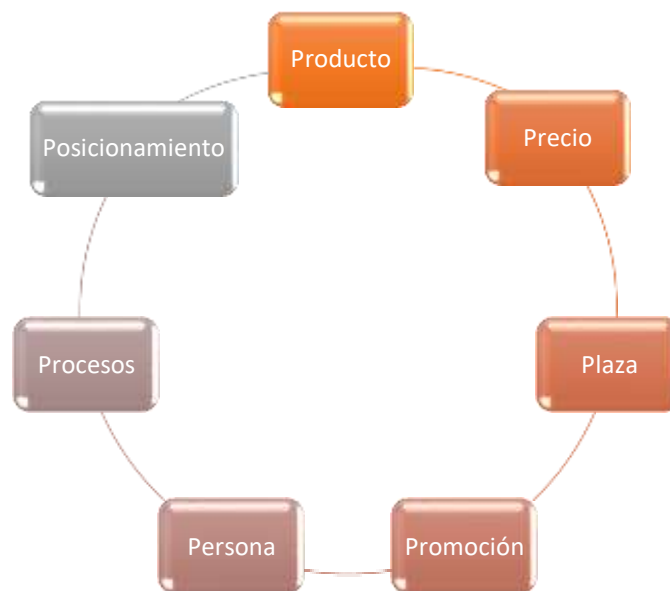 Producto
Precio
Plaza
Promoción
Persona
Procesos
Posicionamiento